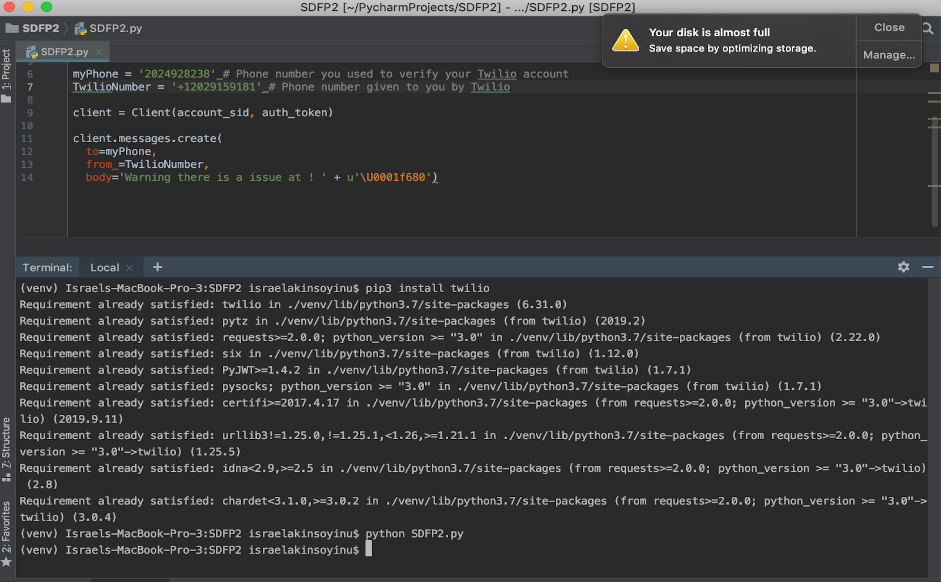 SDFP2 [~/PycharmProjects/SDFP2] - .../SDFP2.py [SDFP2]
SDFP2 SDFP2.py
Your disk is almost full
Save space by optimizing storage.
Close
Manage...
SDFP2.py
1: Project
6 myPhone = '2024928238' # Phone number you used to verify your Twilio account
7 TwilioNumber = '+12029159181' # Phone number given to you by Twilio
8
9 client = Client(account_sid, auth_token)
10
11 client.messages.create(
12 to=myPhone,
13 from_=TwilioNumber,
14 body='Warning there is a issue at ! ' + u'\U0001f680')
Terminal: Local +
(venv) Israels-MacBook-Pro-3:SDFP2 israelakinsoyinu$ pip3 install twilio
Requirement already satisfied: twilio in ./venv/lib/python3.7/site-packages (6.31.0)
Requirement already satisfied: pytz in ./venv/lib/python3.7/site-packages (from twilio) (2019.2)
Requirement already satisfied: requests>=2.0.0; python_version >= "3.0" in ./venv/lib/python3.7/site-packages (from twilio) (2.22.0)
Requirement already satisfied: six in ./venv/lib/python3.7/site-packages (from twilio) (1.12.0)
Requirement already satisfied: PyJWT>=1.4.2 in ./venv/lib/python3.7/site-packages (from twilio) (1.7.1)
Requirement already satisfied: pysocks; python_version >= "3.0" in ./venv/lib/python3.7/site-packages (from twilio) (1.7.1)
Requirement already satisfied: certifi>=2017.4.17 in ./venv/lib/python3.7/site-packages (from requests>=2.0.0; python_version >= "3.0"->twi
lio) (2019.9.11)
Requirement already satisfied: urllib3!=1.25.0,!=1.25.1,<1.26,>=1.21.1 in ./venv/lib/python3.7/site-packages (from requests>=2.0.0; python_
version >= "3.0"->twilio) (1.25.5)
Requirement already satisfied: idna<2.9,>=2.5 in ./venv/lib/python3.7/site-packages (from requests>=2.0.0; python_version >= "3.0"->twilio)
(2.8)
Requirement already satisfied: chardet<3.1.0,>=3.0.2 in ./venv/lib/python3.7/site-packages (from requests>=2.0.0; python_version >= "3.0"->
twilio) (3.0.4)
(venv) Israels-MacBook-Pro-3:SDFP2 israelakinsoyinu$ python SDFP2.py
(venv) Israels-MacBook-Pro-3:SDFP2 israelakinsoyinu$
7: Structure
2: Favorites